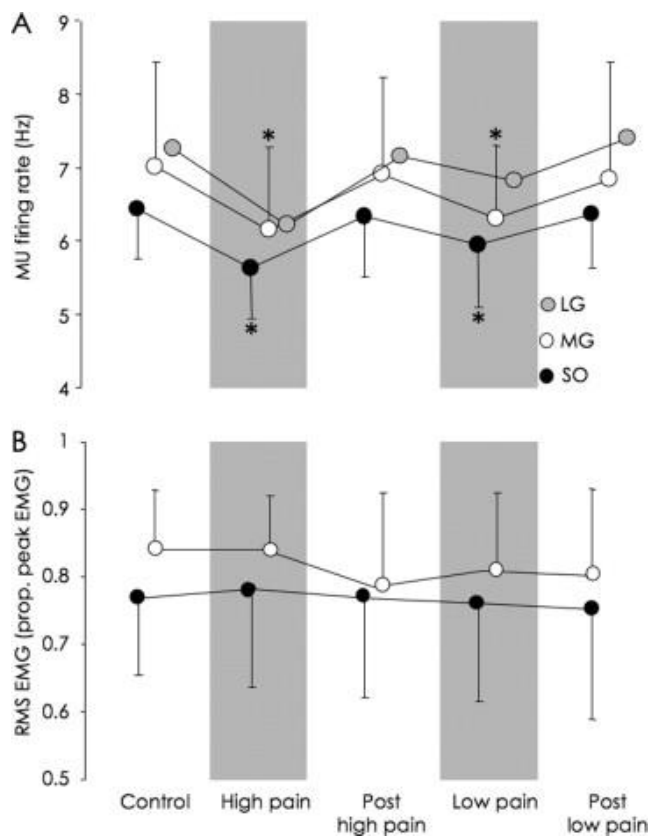 A
MU firing rate (Hz)
9
8
7
6
5
4
*
*
*
*
LG
MG
SO
B
RMS EMG (prop. peak EMG)
1
0.9
0.8
0.7
0.6
0.5
Control
High pain
Post
high pain
Low pain
Post
low pain